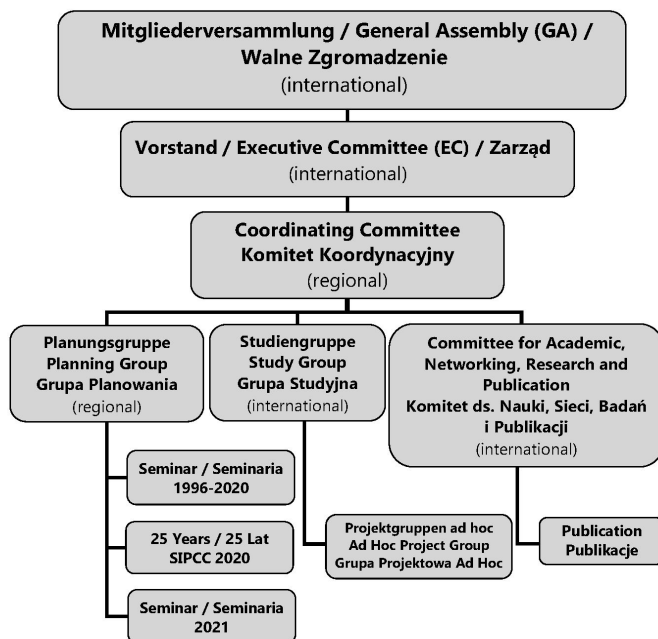 Mitgliederversammlung / General Assembly (GA) /
Walne Zgromadzenie
(international)
Vorstand / Executive Committee (EC) / Zarząd
(international)
Coordinating Committee
Komitet Koordynacyjny
(regional)
Planungsgruppe
Planning Group
Grupa Planowania
(regional)
Studiengruppe
Study Group
Grupa Studyjna
(international)
Committee for Academic,
Networking, Research and
Publication
Komitet ds. Nauki, Sieci, Badań
i Publikacji
(international)
Seminar / Seminaria
1996-2020
25 Years / 25 Lat
SIPCC 2020
Seminar / Seminaria
2021
Projektgruppen ad hoc
Ad Hoc Project Group
Grupa Projektowa Ad Hoc
Publication
Publikacje